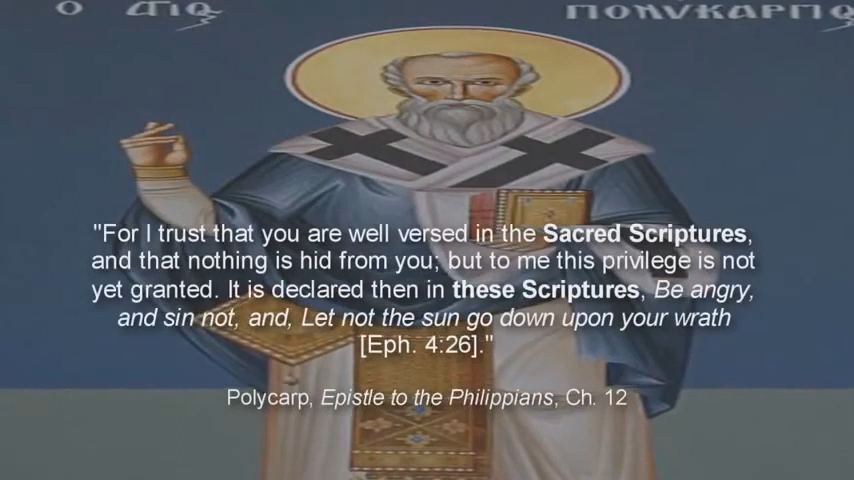 Ο ΑΓΙΟΣ ΠΟΛΥΚΑΡΠΟΣ
"For I trust that you are well versed in the Sacred Scriptures,
and that nothing is hid from you; but to me this privilege is not
yet granted. It is declared then in these Scriptures, Be angry,
and sin not, and, Let not the sun go down upon your wrath
[Eph. 4:26]."
Polycarp, Epistle to the Philippians, Ch. 12